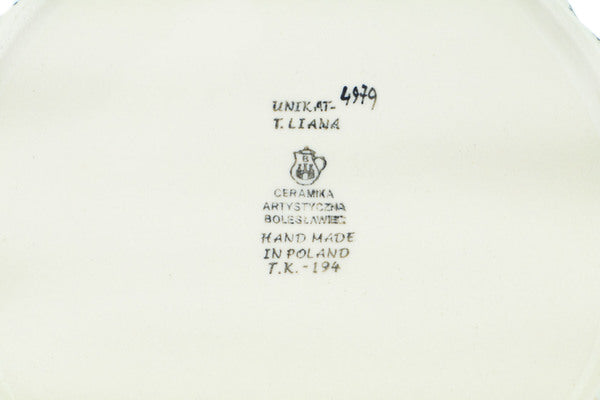 UNIKAT- 4979
T. LIANA
B
CERAMIKA
ARTYSTYCZNA
BOLESŁAWIEC
HAND MADE
IN POLAND
T.K.-194